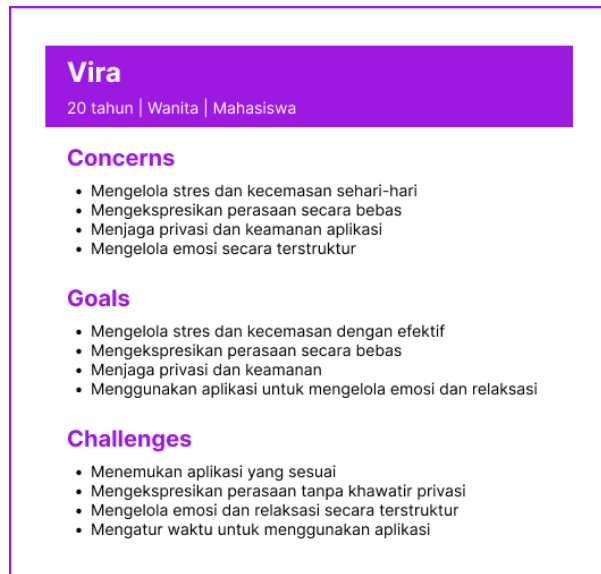 Vira
20 tahun | Wanita | Mahasiswa
Concerns
• Mengelola stres dan kecemasan sehari-hari
• Mengekspresikan perasaan secara bebas
• Menjaga privasi dan keamanan aplikasi
• Mengelola emosi secara terstruktur
Goals
• Mengelola stres dan kecemasan dengan efektif
• Mengekspresikan perasaan secara bebas
• Menjaga privasi dan keamanan
• Menggunakan aplikasi untuk mengelola emosi dan relaksasi
Challenges
• Menemukan aplikasi yang sesuai
• Mengekspresikan perasaan tanpa khawatir privasi
• Mengelola emosi dan relaksasi secara terstruktur
• Mengatur waktu untuk menggunakan aplikasi